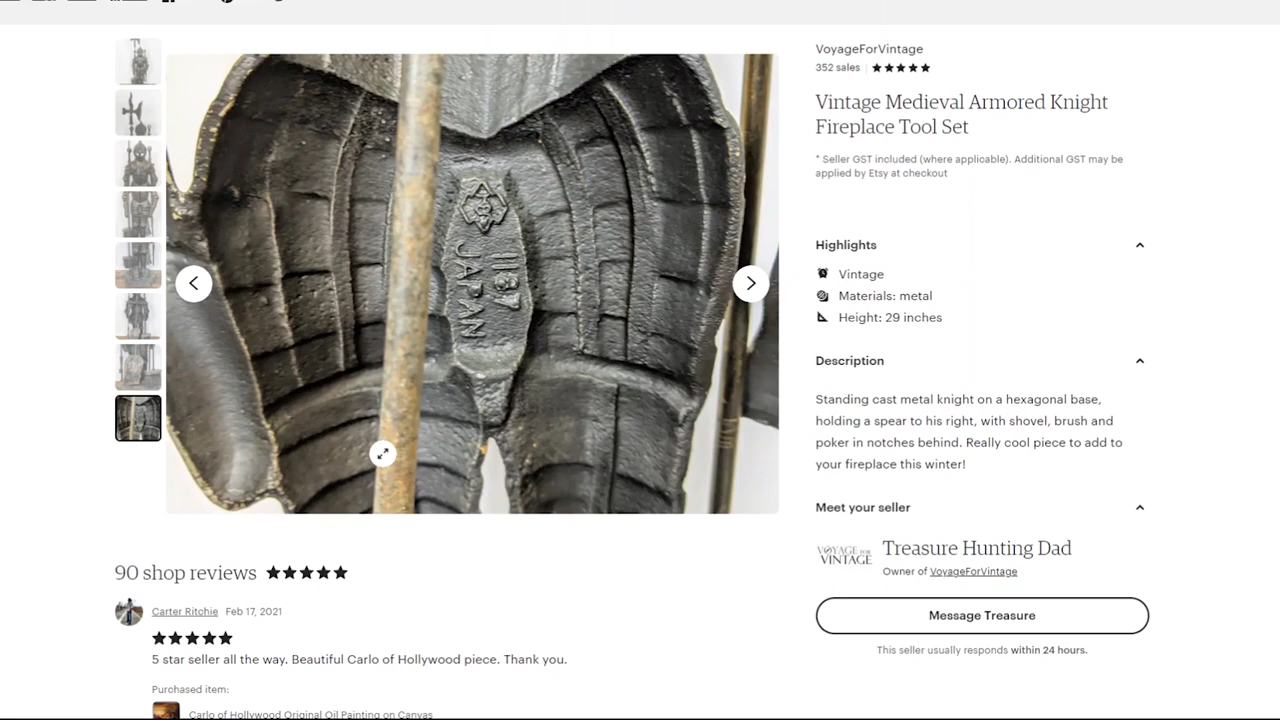 1187
JAPAN
VoyageForVintage
352 sales
Vintage Medieval Armored Knight
Fireplace Tool Set
* Seller GST included (where applicable). Additional GST may be
applied by Etsy at checkout
Highlights
Vintage
Materials: metal
Height: 29 inches
Description
Standing cast metal knight on a hexagonal base,
holding a spear to his right, with shovel, brush and
poker in notches behind. Really cool piece to add to
your fireplace this winter!
Meet your seller
VOYAGE FOR
VINTAGE
Treasure Hunting Dad
Owner of VoyageForVintage
Message Treasure
This seller usually responds within 24 hours.
90 shop reviews
Carter Ritchie Feb 17, 2021
5 star seller all the way. Beautiful Carlo of Hollywood piece. Thank you.
Purchased item:
Carlo of Hollywood Original Oil Painting on Canvas